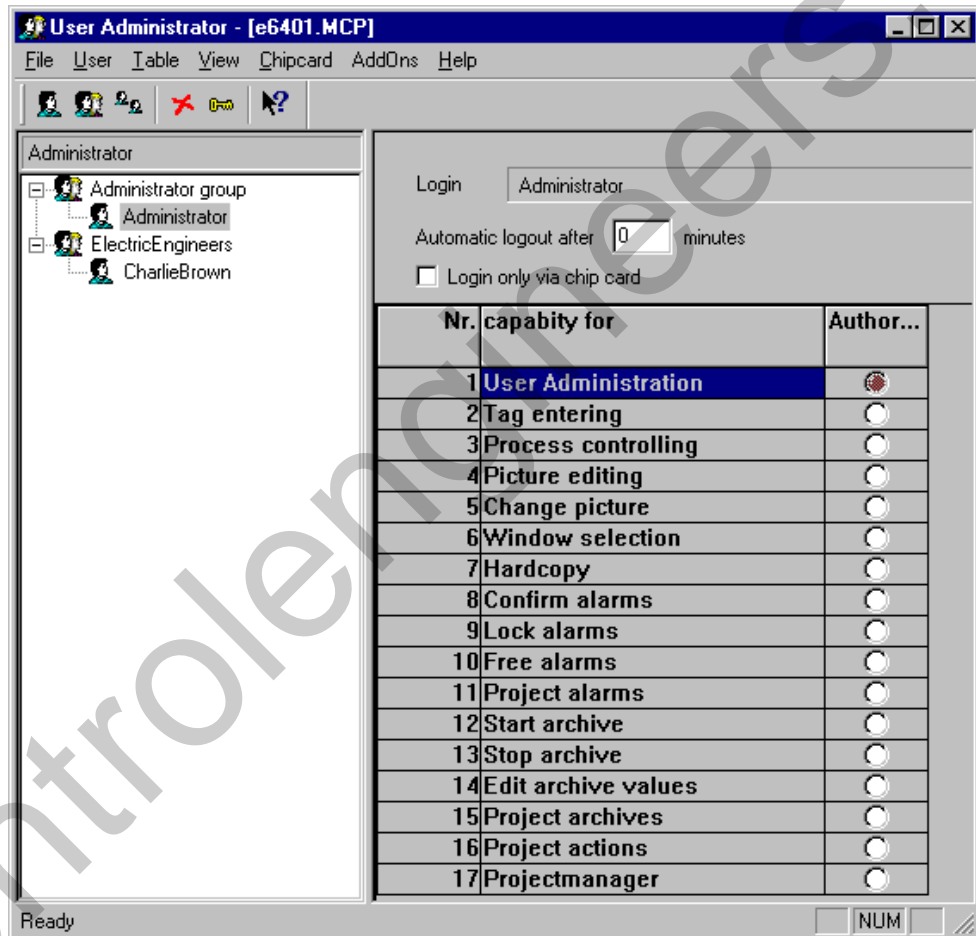 User Administrator - [e6401.MCP]
File User Table View Chipcard AddOns Help
Administrator
Administrator group
Administrator
ElectricEngineers
CharlieBrown
Login Administrator
Automatic logout after 0 minutes
Login only via chip card
Nr. capabity for Author...
1 User Administration
2 Tag entering
3 Process controlling
4 Picture editing
5 Change picture
6 Window selection
7 Hardcopy
8 Confirm alarms
9 Lock alarms
10 Free alarms
11 Project alarms
12 Start archive
13 Stop archive
14 Edit archive values
15 Project archives
16 Project actions
17 Projectmanager
Ready NUM
ntrolengineers.